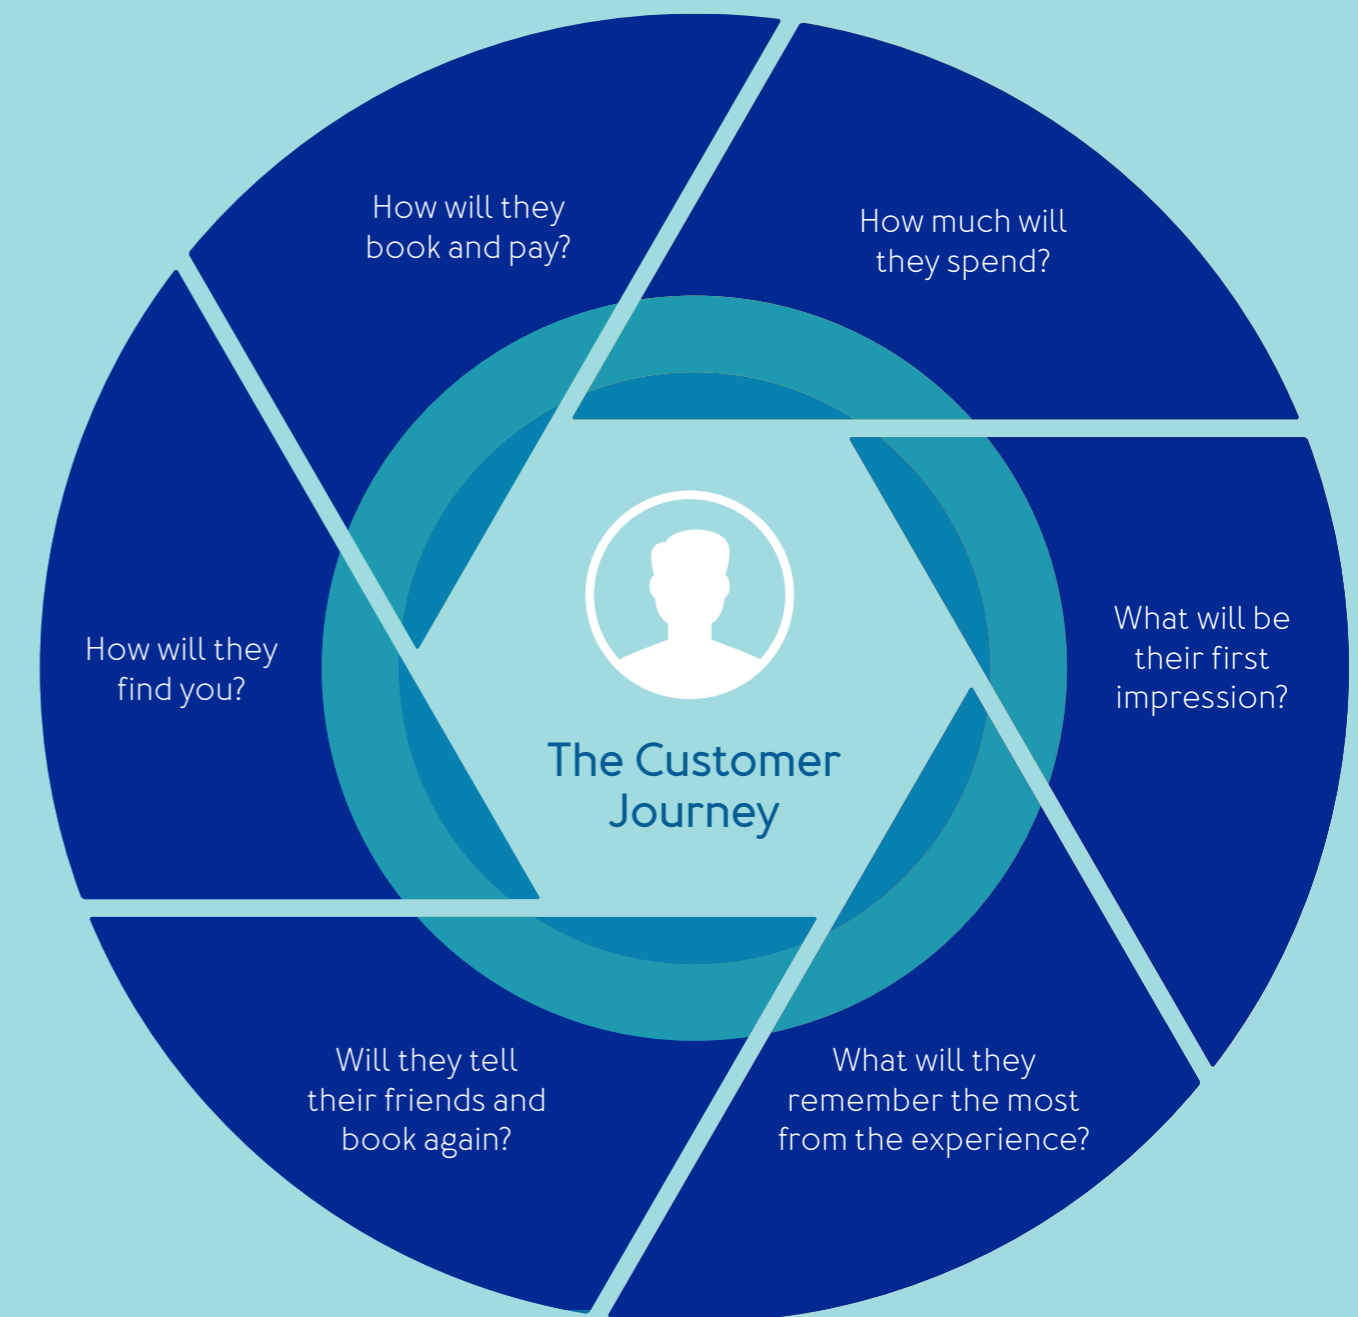 How will they
book and pay?
How much will
they spend?
What will be
their first
impression?
What will they
remember the most
from the experience?
Will they tell
their friends and
book again?
How will they
find you?
The Customer
Journey